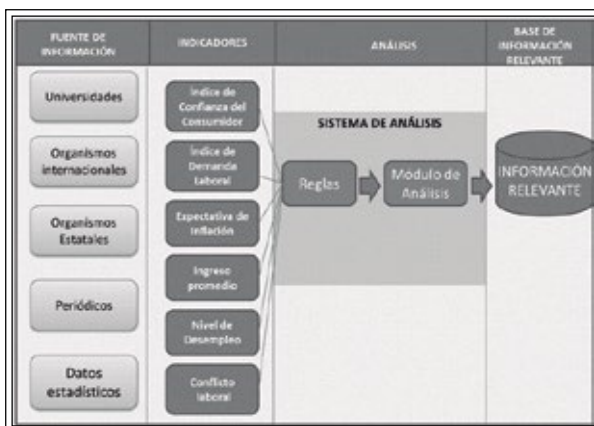 FUENTE DE
INFORMACIÓN
INDICADORES
ANÁLISIS
BASE DE
INFORMACIÓN
RELEVANTE
Universidades
Organismos
internacionales
Organismos
Estatales
Periódicos
Datos
estadísticos
Índice de
Confianza del
Consumidor
Índice de
Demanda
Laboral
Expectativa de
Inflación
Ingreso
promedio
Nivel de
Desempleo
Conflicto
laboral
SISTEMA DE ANÁLISIS
Reglas
Módulo de
Análisis
INFORMACIÓN
RELEVANTE